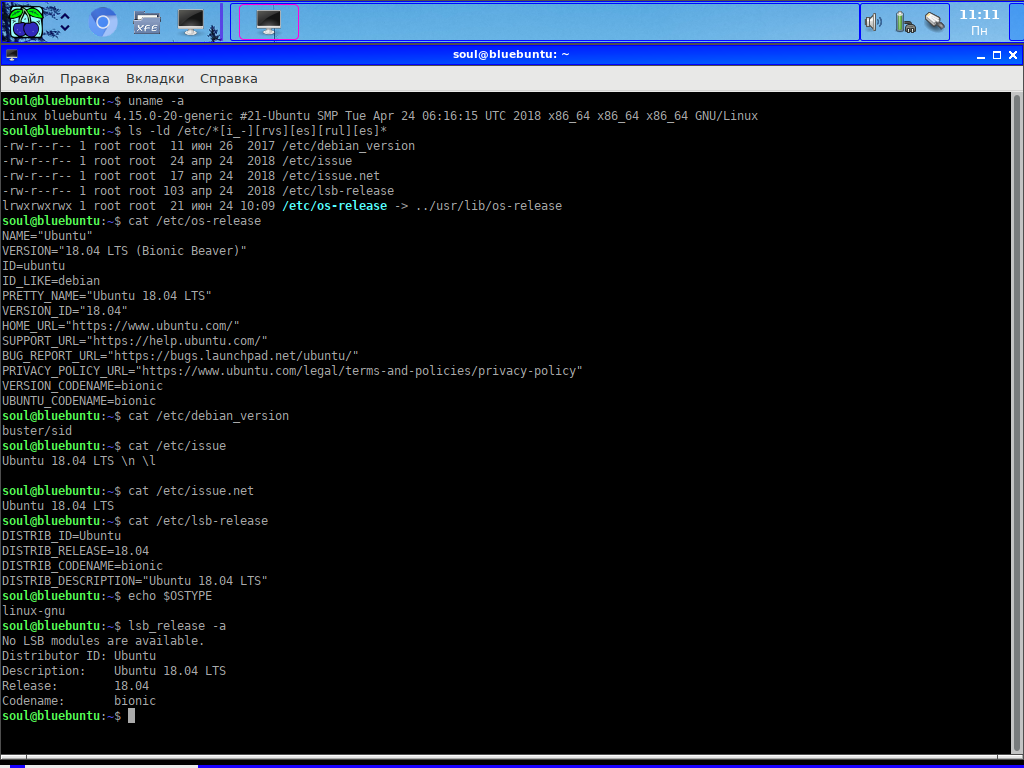 XFE
11:11
Пн
soul@bluebuntu: ~
Файл Правка Вкладки Справка
soul@bluebuntu:~$ uname -a
Linux bluebuntu 4.15.0-20-generic #21-Ubuntu SMP Tue Apr 24 06:16:15 UTC 2018 x86_64 x86_64 x86_64 GNU/Linux
soul@bluebuntu:~$ ls -ld /etc/*[i_-][rvs][es][rul][es]*
-rw-r--r-- 1 root root  11 июн 26  2017 /etc/debian_version
-rw-r--r-- 1 root root  24 апр 24  2018 /etc/issue
-rw-r--r-- 1 root root  17 апр 24  2018 /etc/issue.net
-rw-r--r-- 1 root root 103 апр 24  2018 /etc/lsb-release
lrwxrwxrwx 1 root root  21 июн 24 10:09 /etc/os-release -> ../usr/lib/os-release
soul@bluebuntu:~$ cat /etc/os-release
NAME="Ubuntu"
VERSION="18.04 LTS (Bionic Beaver)"
ID=ubuntu
ID_LIKE=debian
PRETTY_NAME="Ubuntu 18.04 LTS"
VERSION_ID="18.04"
HOME_URL="https://www.ubuntu.com/"
SUPPORT_URL="https://help.ubuntu.com/"
BUG_REPORT_URL="https://bugs.launchpad.net/ubuntu/"
PRIVACY_POLICY_URL="https://www.ubuntu.com/legal/terms-and-policies/privacy-policy"
VERSION_CODENAME=bionic
UBUNTU_CODENAME=bionic
soul@bluebuntu:~$ cat /etc/debian_version
buster/sid
soul@bluebuntu:~$ cat /etc/issue
Ubuntu 18.04 LTS \n \l
soul@bluebuntu:~$ cat /etc/issue.net
Ubuntu 18.04 LTS
soul@bluebuntu:~$ cat /etc/lsb-release
DISTRIB_ID=Ubuntu
DISTRIB_RELEASE=18.04
DISTRIB_CODENAME=bionic
DISTRIB_DESCRIPTION="Ubuntu 18.04 LTS"
soul@bluebuntu:~$ echo $OSTYPE
linux-gnu
soul@bluebuntu:~$ lsb_release -a
No LSB modules are available.
Distributor ID: Ubuntu
Description:    Ubuntu 18.04 LTS
Release:        18.04
Codename:       bionic
soul@bluebuntu:~$